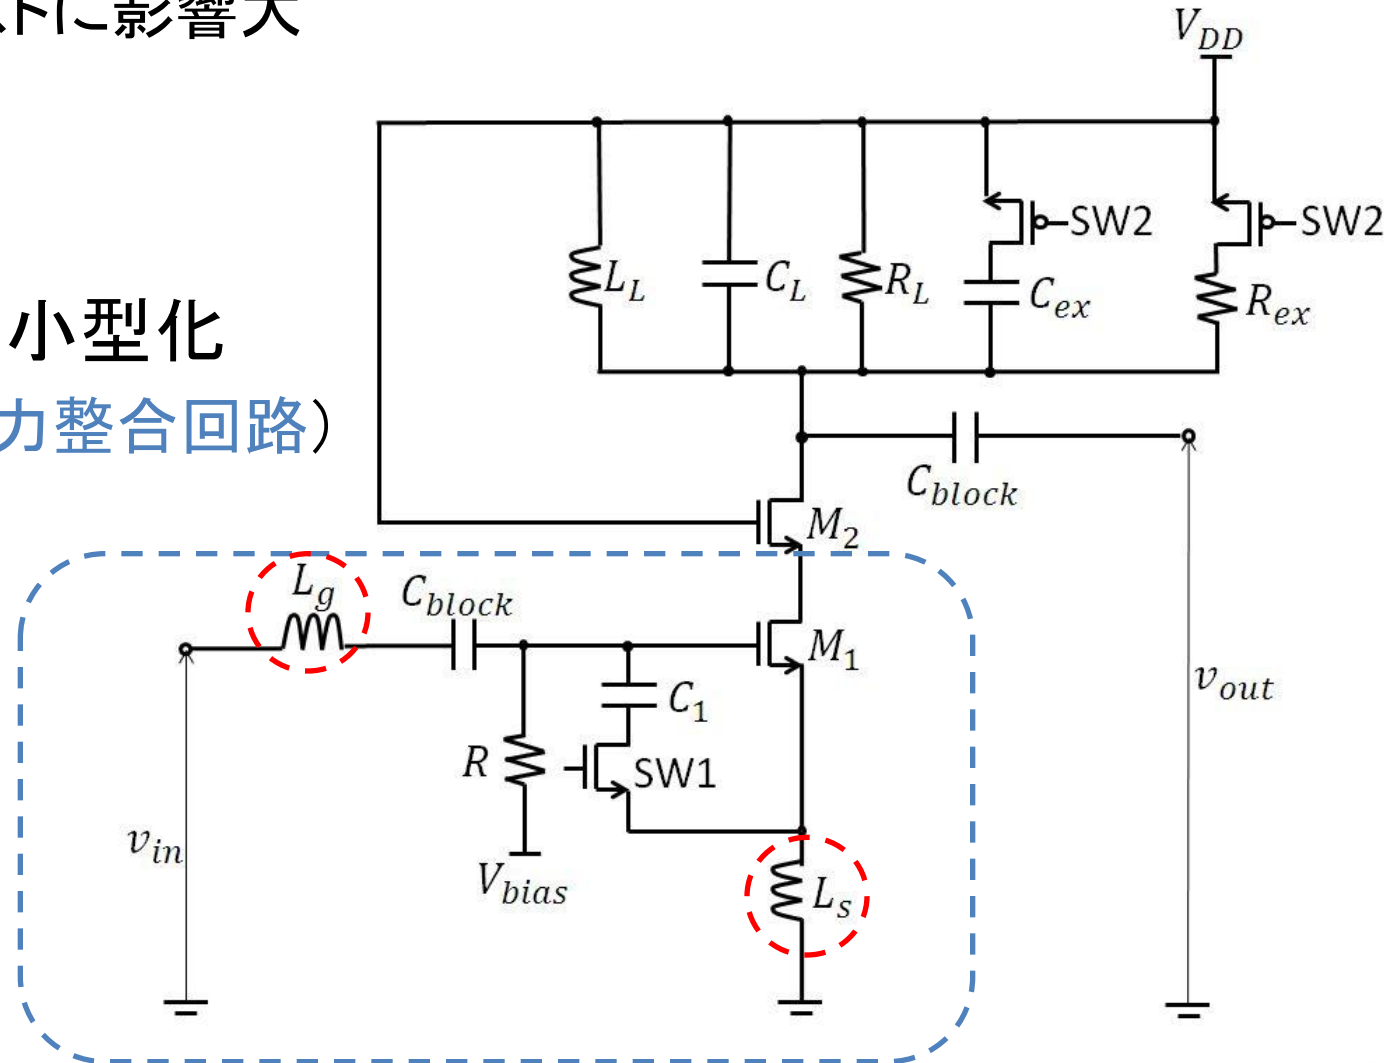 ストに影響大
小型化
力整合回路）
V_DD
SW2
SW2
L_L
C_L
R_L
C_ex
R_ex
C_block
M_2
L_g
C_block
M_1
C_1
R
SW1
v_in
V_bias
L_s
v_out